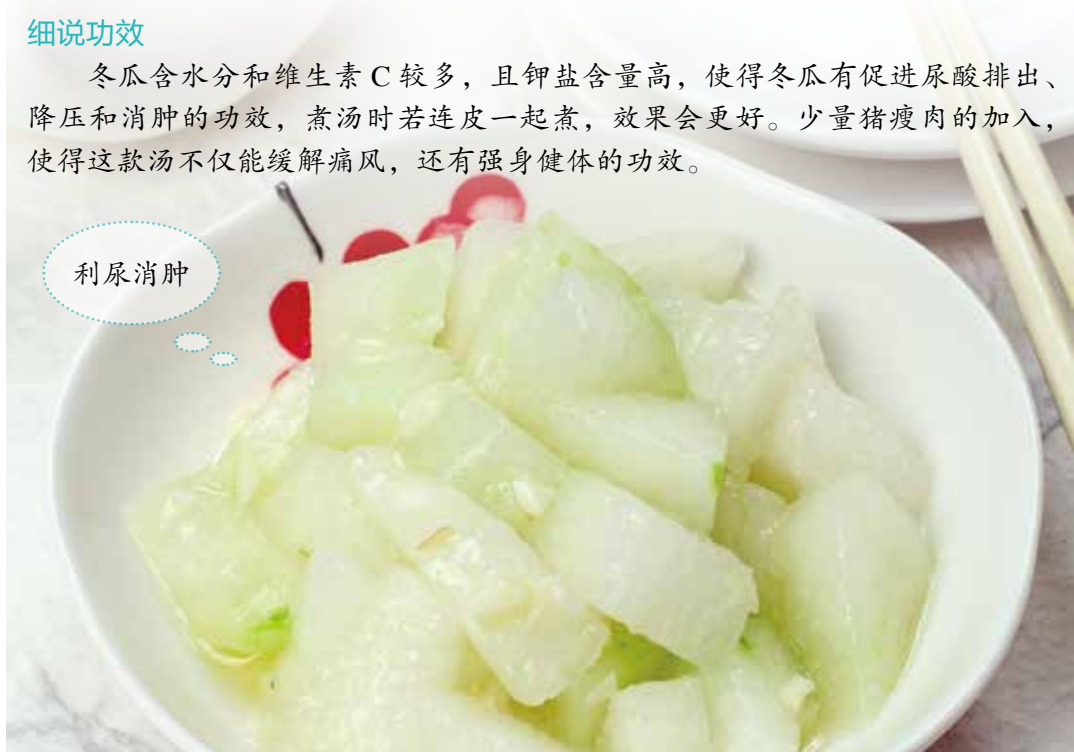 细说功效
冬瓜含水分和维生素 C 较多，且钾盐含量高，使得冬瓜有促进尿酸排出、
降压和消肿的功效，煮汤时若连皮一起煮，效果会更好。少量猪瘦肉的加入，
使得这款汤不仅能缓解痛风，还有强身健体的功效。
利尿消肿